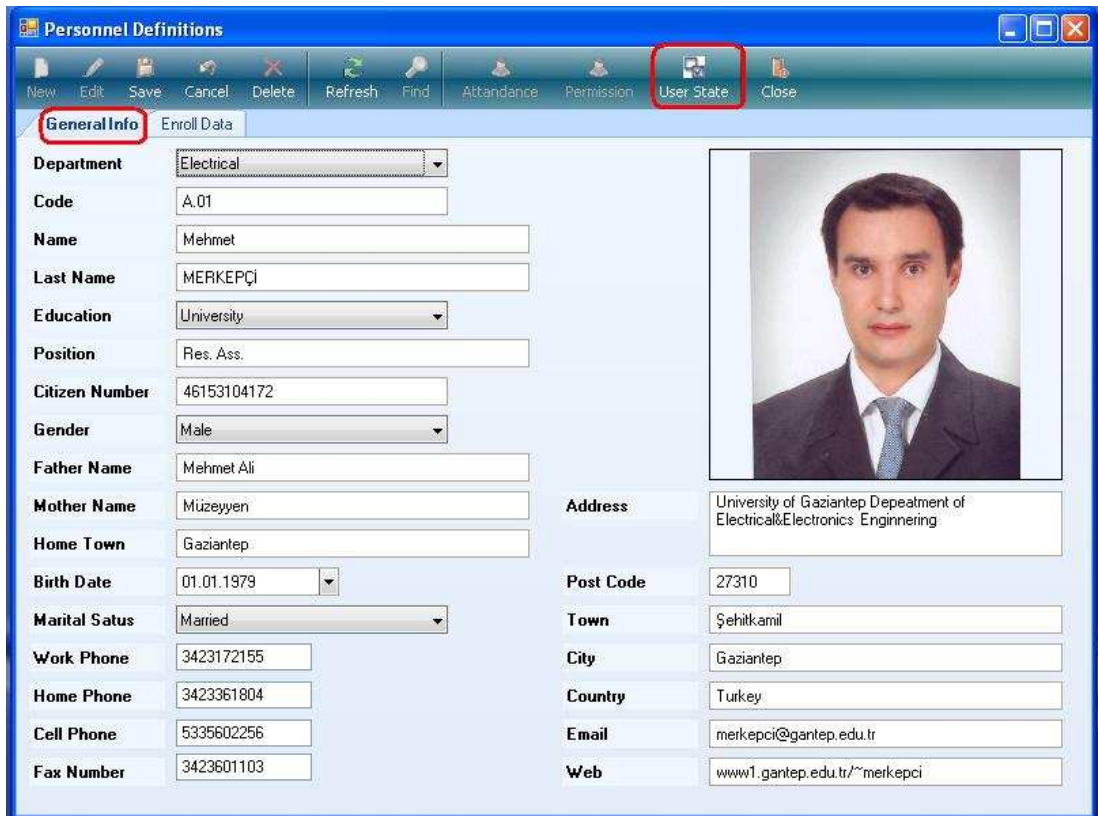 Personnel Definitions
New Edit Save Cancel Delete Refresh Find Attandance Permission User State Close
General Info Enroll Data
Department Electrical
Code A.01
Name Mehmet
Last Name MERKEPÇİ
Education University
Position Res. Ass.
Citizen Number 46153104172
Gender Male
Father Name Mehmet Ali
Mother Name Müzeyyen
Home Town Gaziantep
Birth Date 01.01.1979
Marital Satus Married
Work Phone 3423172155
Home Phone 3423361804
Cell Phone 5335602256
Fax Number 3423601103
Address University of Gaziantep Depeatment of
Electrical&Electronics Enginnering
Post Code 27310
Town Şehitkamil
City Gaziantep
Country Turkey
Email merkepci@gantep.edu.tr
Web www1.gantep.edu.tr/~merkepci